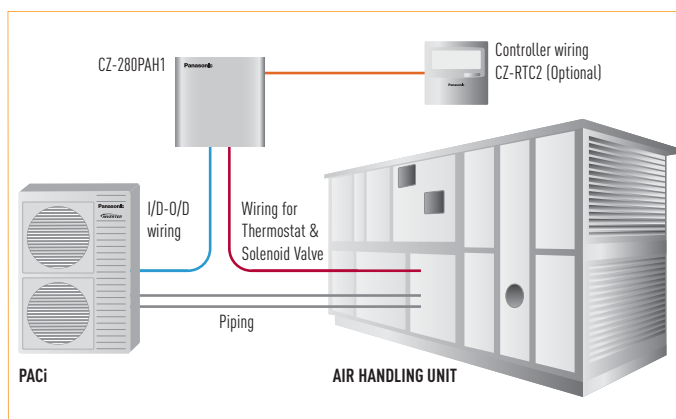 CZ-280PAH1
Panasonic
Controller wiring
CZ-RTC2 (Optional)
Panasonic
Panasonic
INVERTER
I/D-O/D
wiring
Wiring for
Thermostat &
Solenoid Valve
Piping
PACi
AIR HANDLING UNIT